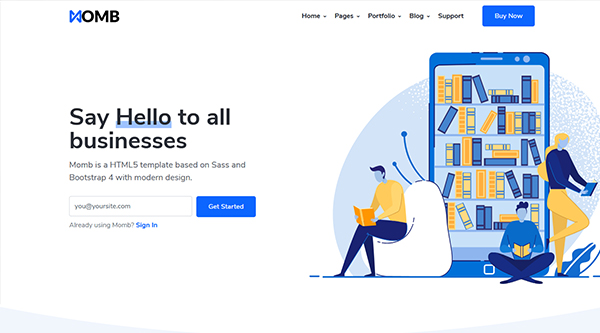 MOMB
Home Pages Portfolio Blog Support Buy Now
Say Hello to all
businesses
Momb is a HTML5 template based on Sass and
Bootstrap 4 with modern design.
you@yoursite.com Get Started
Already using Momb? Sign In